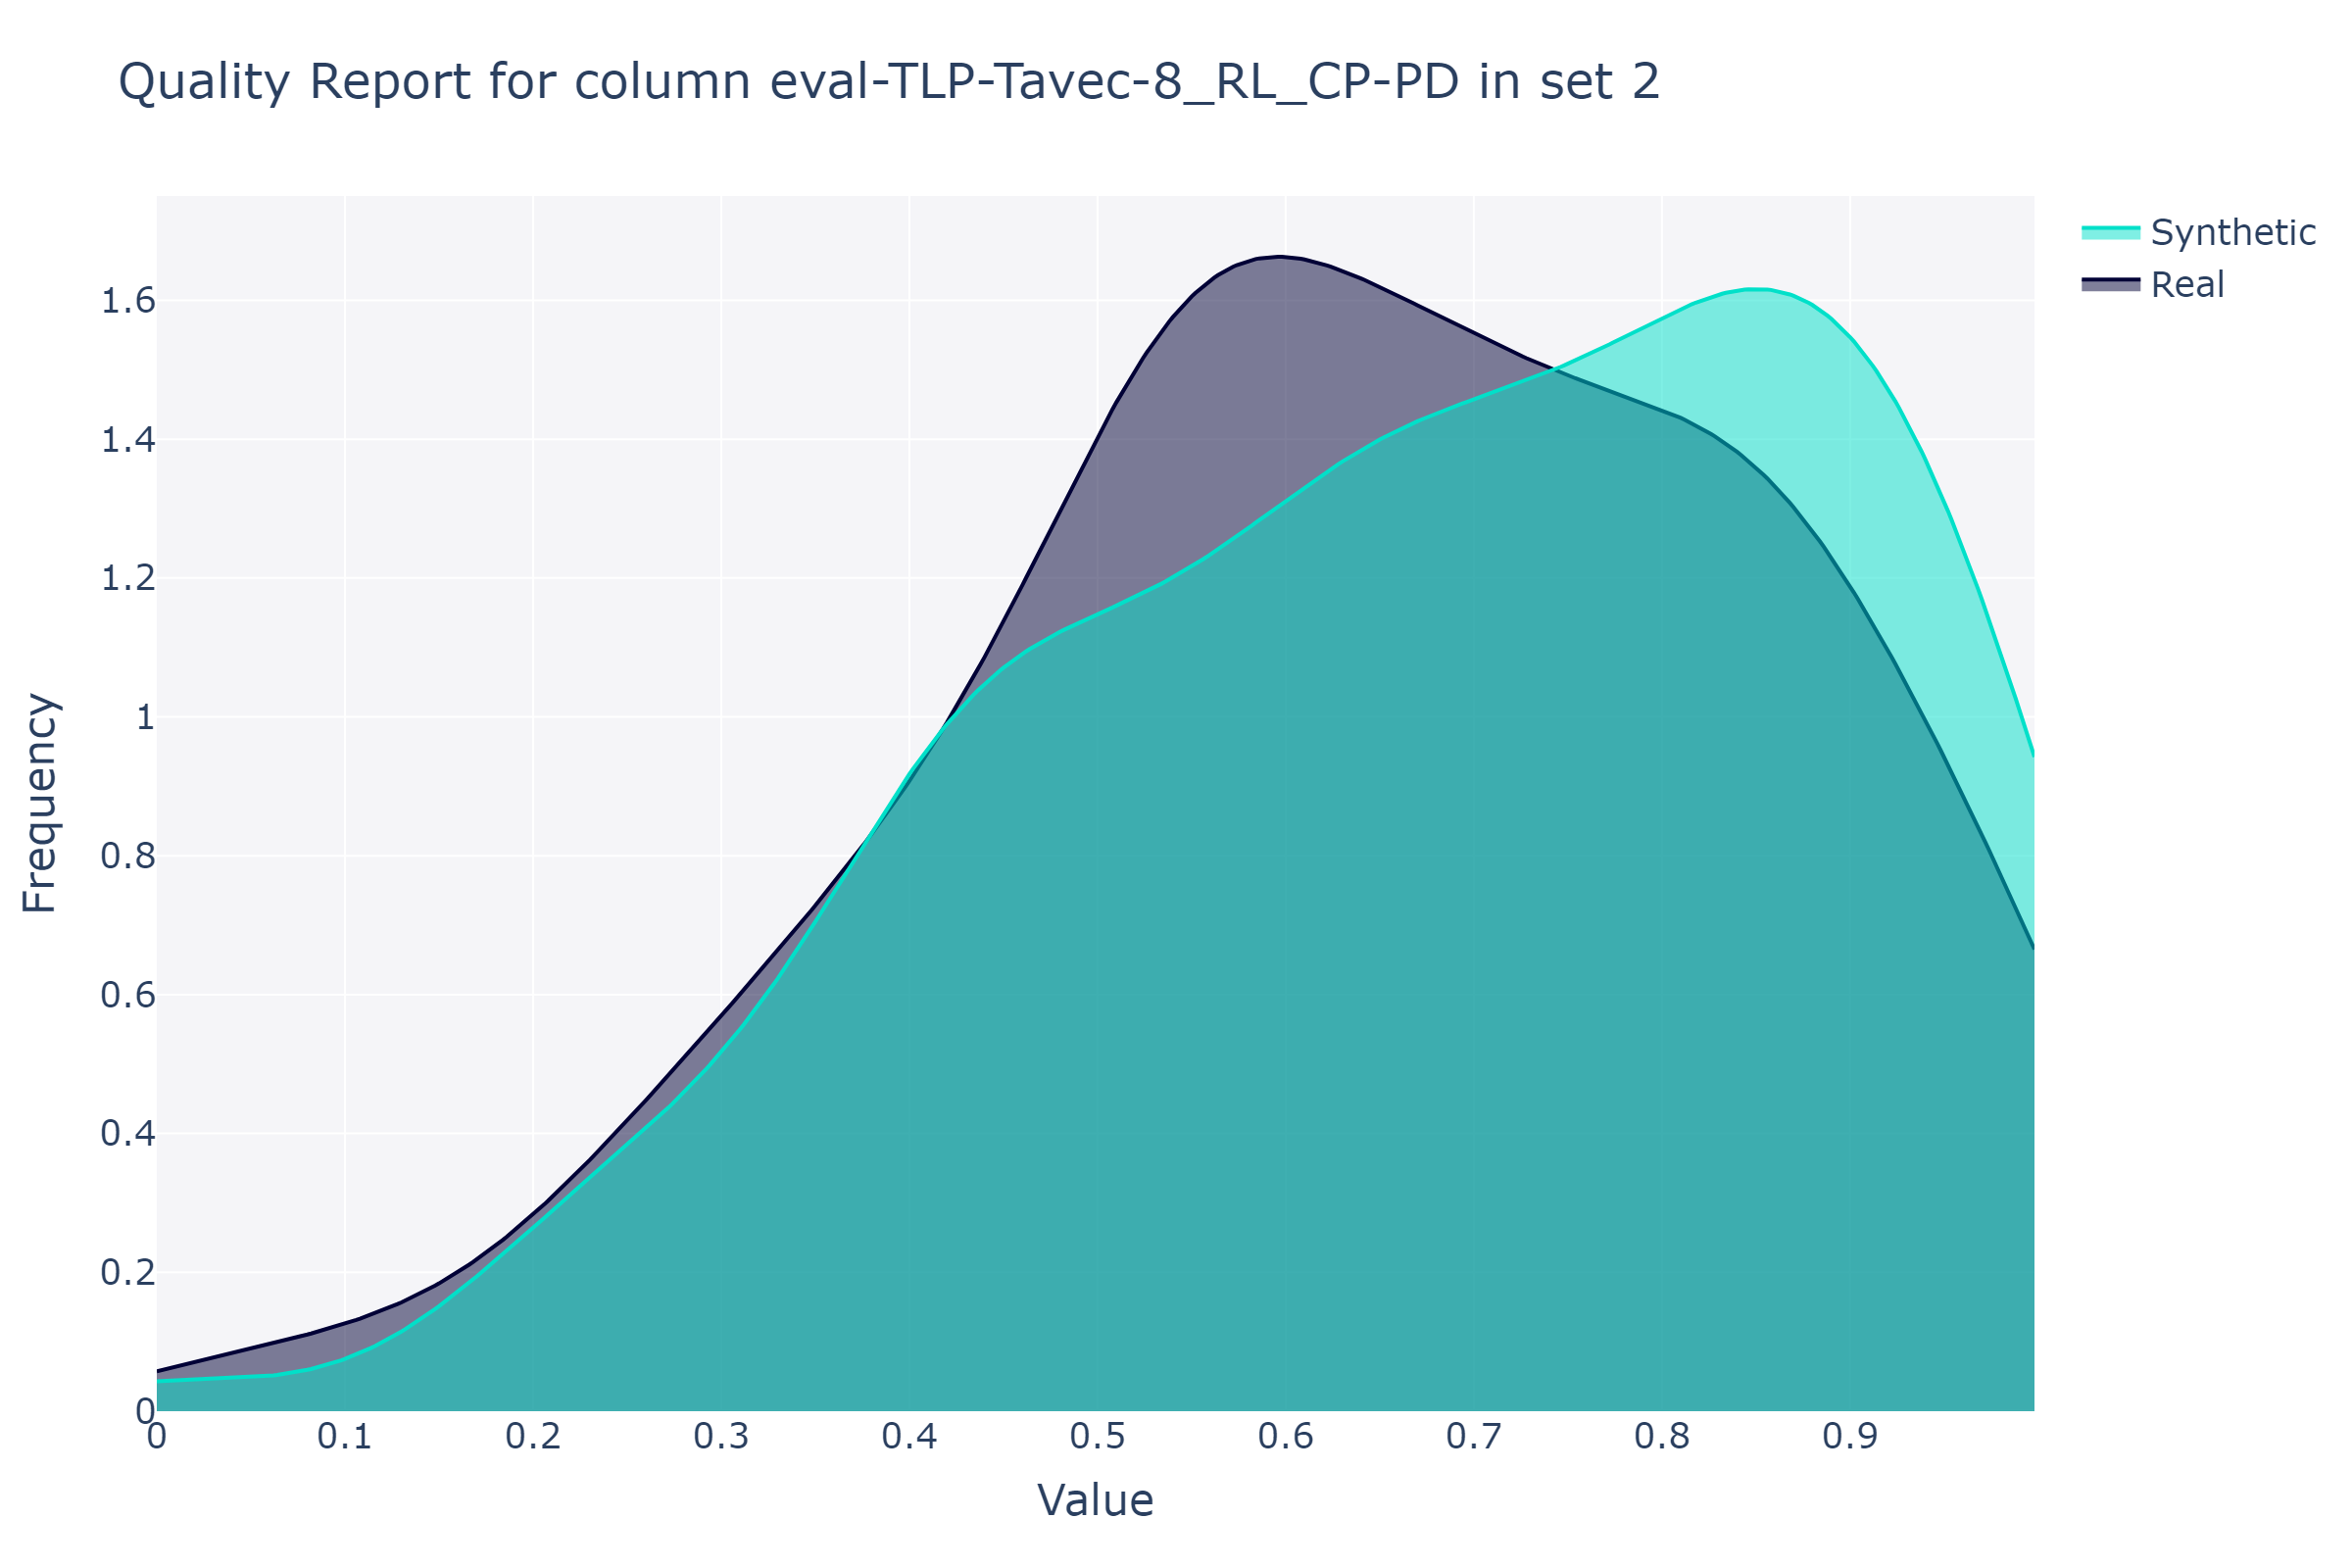 Quality Report for column eval-TLP-Tavec-8_RL_CP-PD in set 2
Synthetic
Real
1.6
1.4
1.2
1
0.8
0.6
0.4
0.2
0
Frequency
0 0.1 0.2 0.3 0.4 0.5 0.6 0.7 0.8 0.9
Value